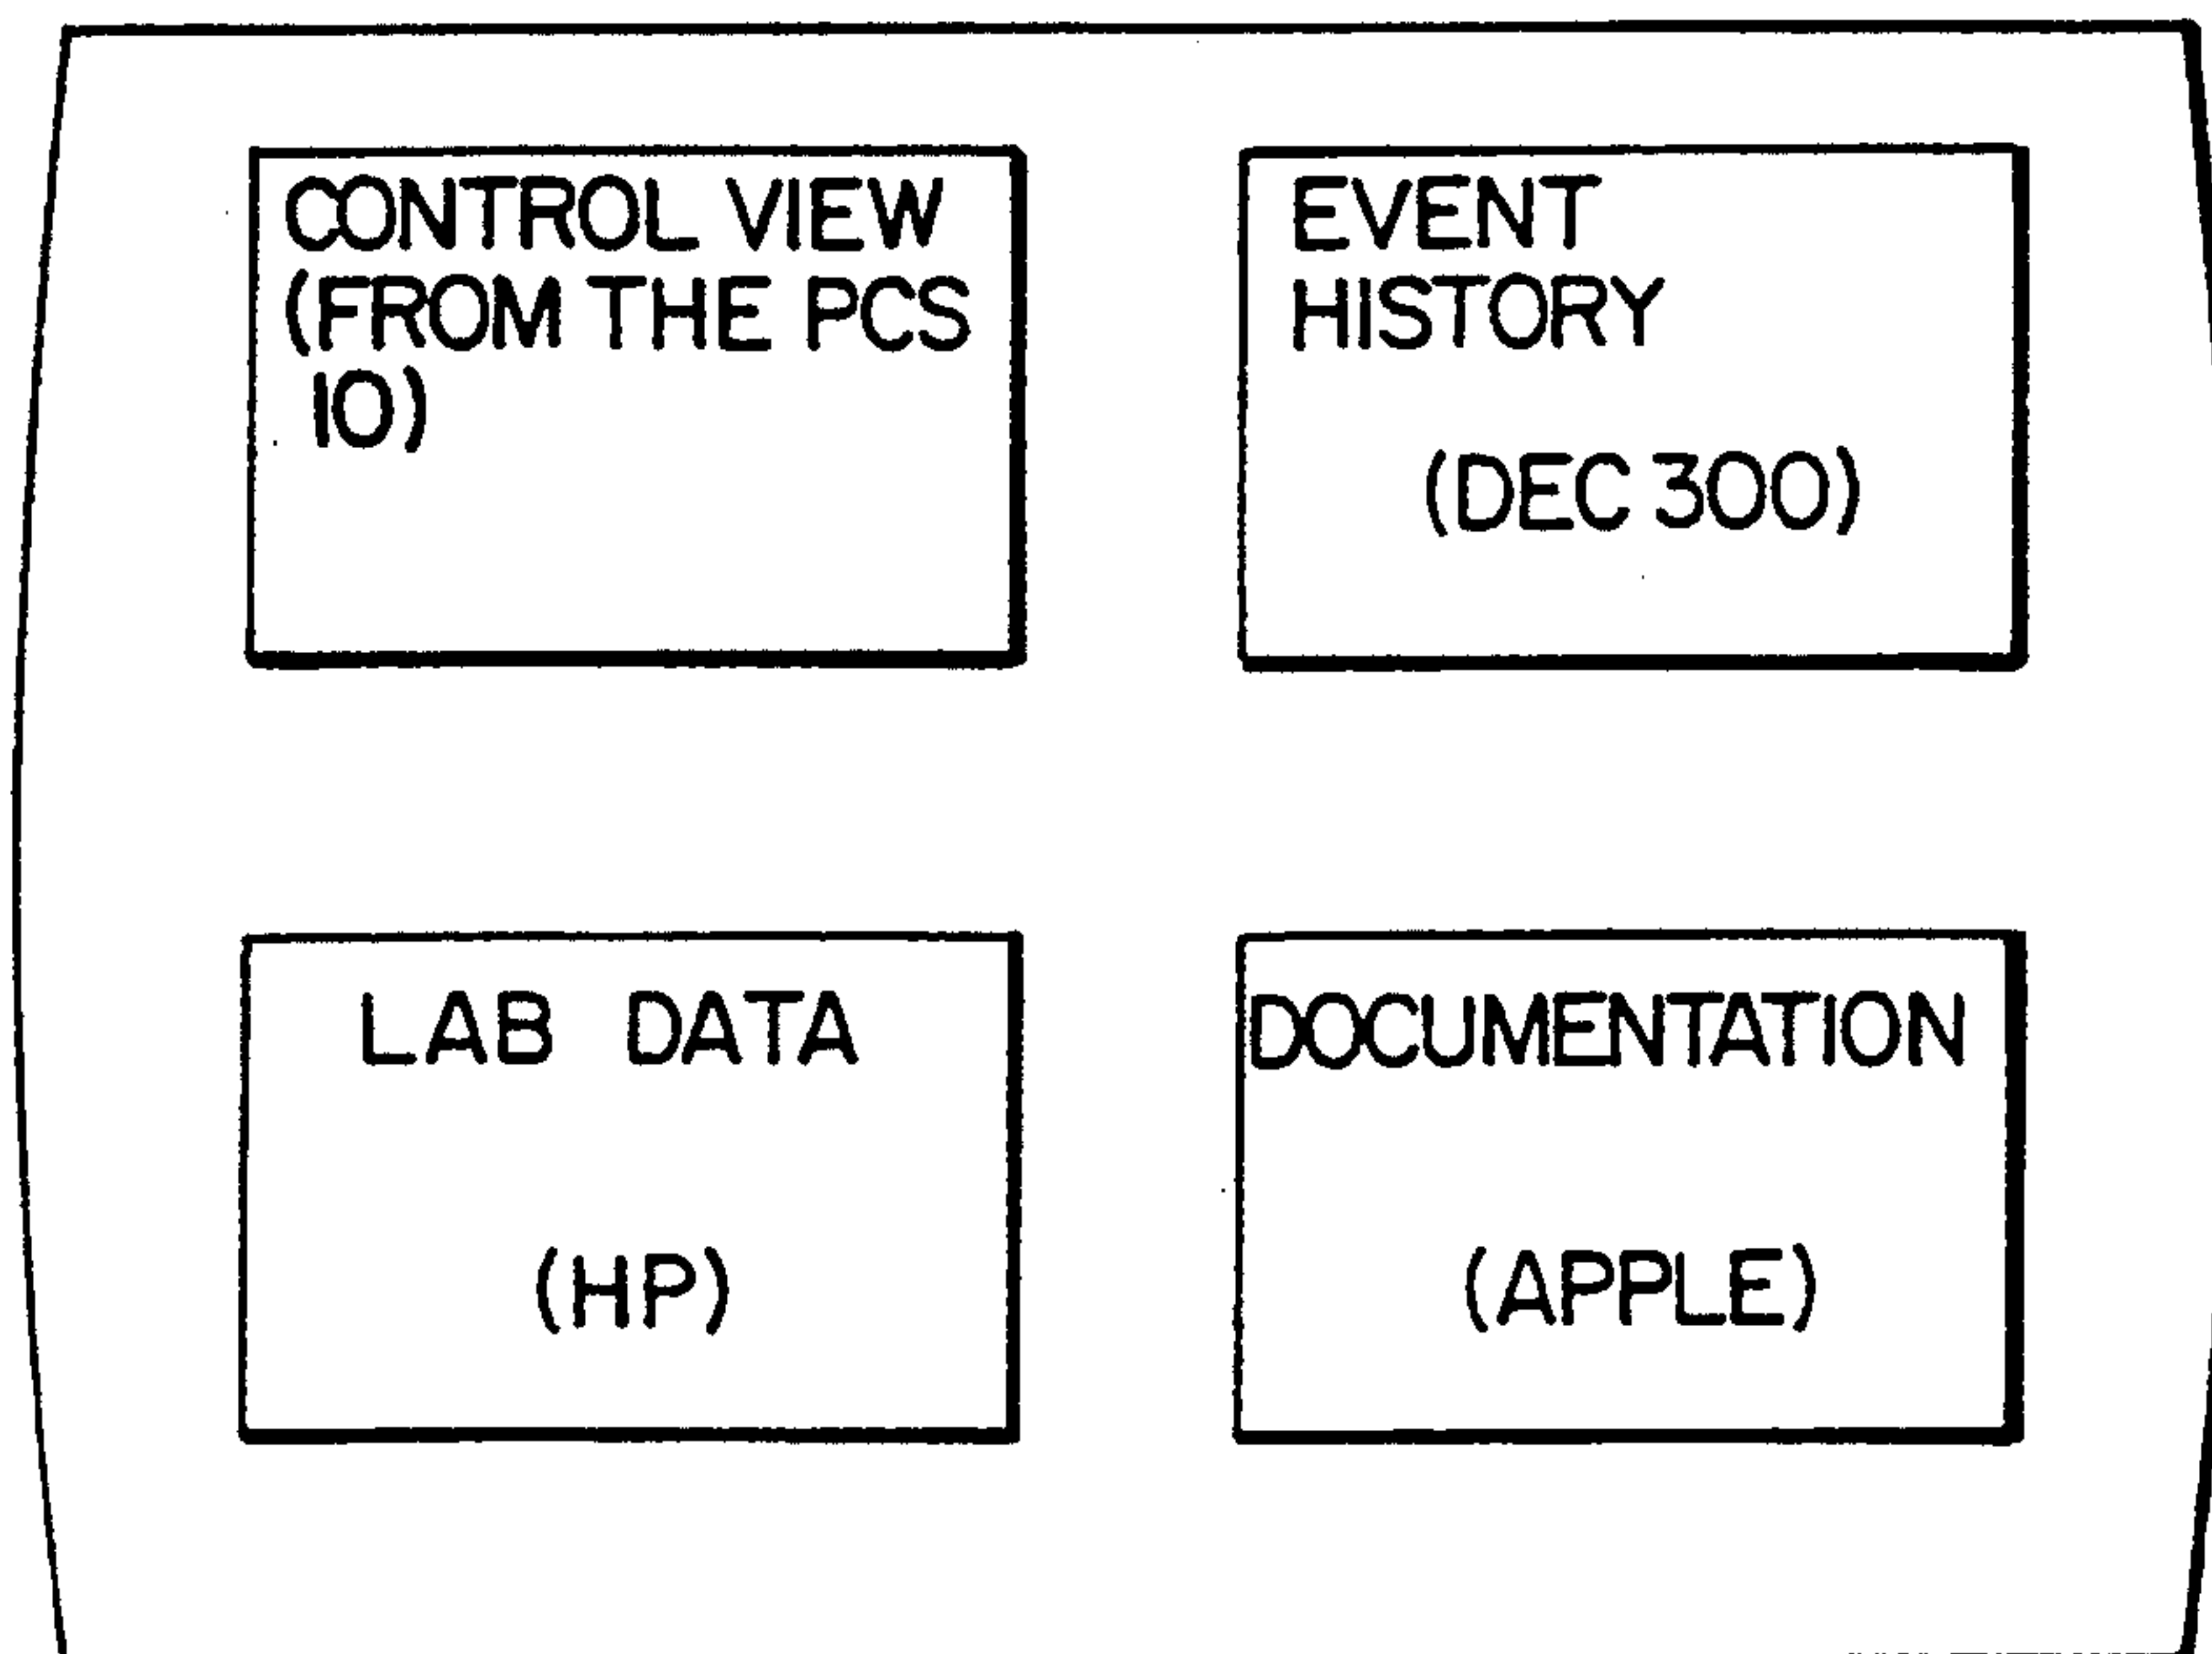 CONTROL VIEW
(FROM THE PCS
10)
EVENT
HISTORY
(DEC 300)
LAB DATA
(HP)
DOCUMENTATION
(APPLE)